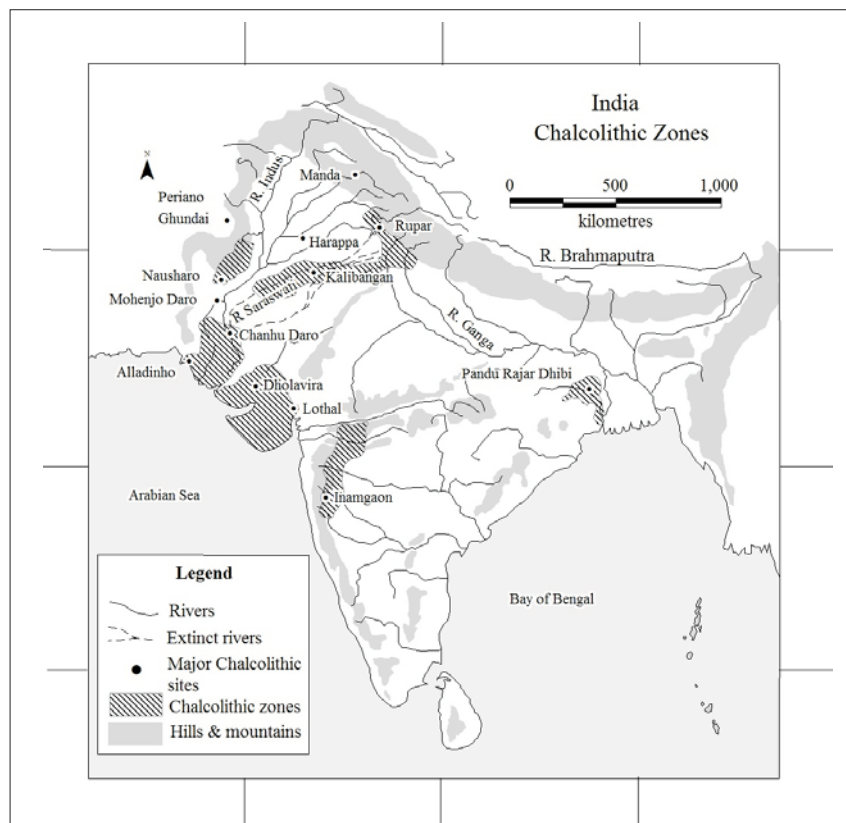 India
Chalcolithic Zones
0 500 1,000
kilometres
N
R. Indus
Manda
Periano
Ghundai
Rupar
Harappa
R. Brahmaputra
Nausharo
Kalibangan
Mohenjo Daro
R Saraswati
R. Ganga
Chanhu Daro
Alladinho
Pandu Rajar Dhibi
Dholavira
Lothal
Arabian Sea
Inamgaon
Bay of Bengal
Legend
Rivers
Extinct rivers
Major Chalcolithic
sites
Chalcolithic zones
Hills & mountains